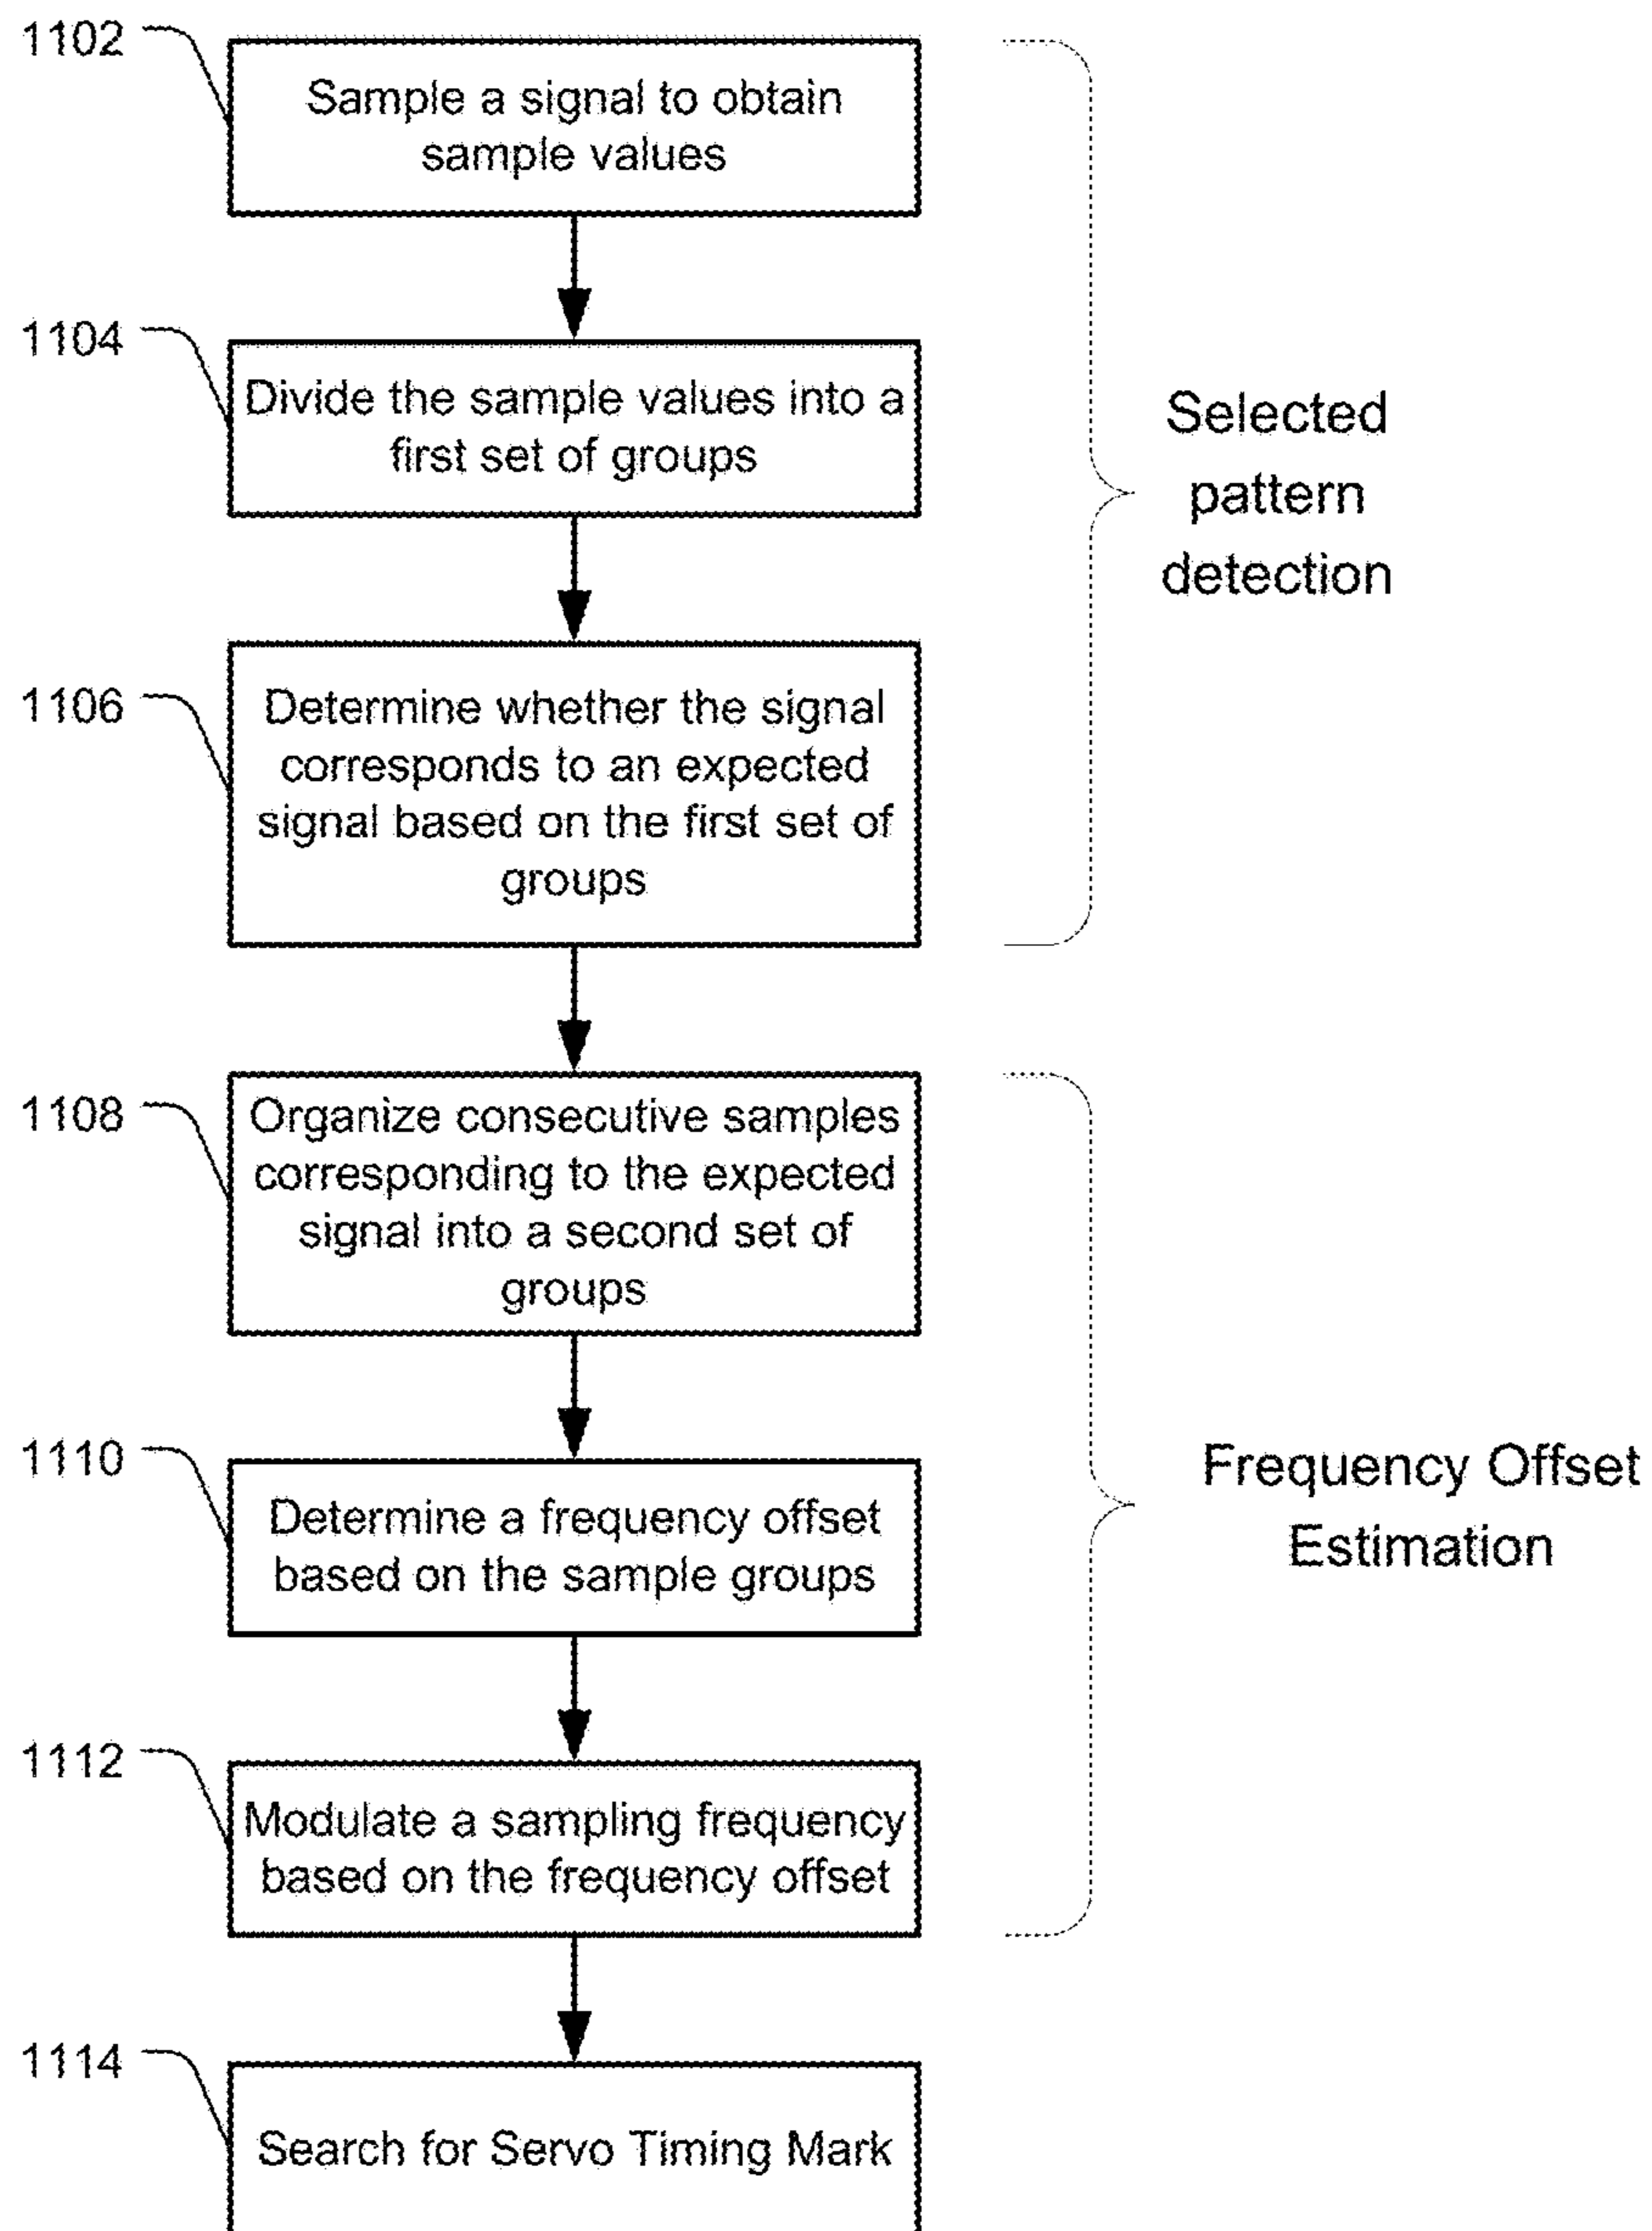 1102
Sample a signal to obtain
sample values
1104
Divide the sample values into a
first set of groups
Selected
pattern
detection
1106
Determine whether the signal
corresponds to an expected
signal based on the first set of
groups
1108
Organize consecutive samples
corresponding to the expected
signal into a second set of
groups
1110
Determine a frequency offset
based on the sample groups
Frequency Offset
Estimation
1112
Modulate a sampling frequency
based on the frequency offset
1114
Search for Servo Timing Mark